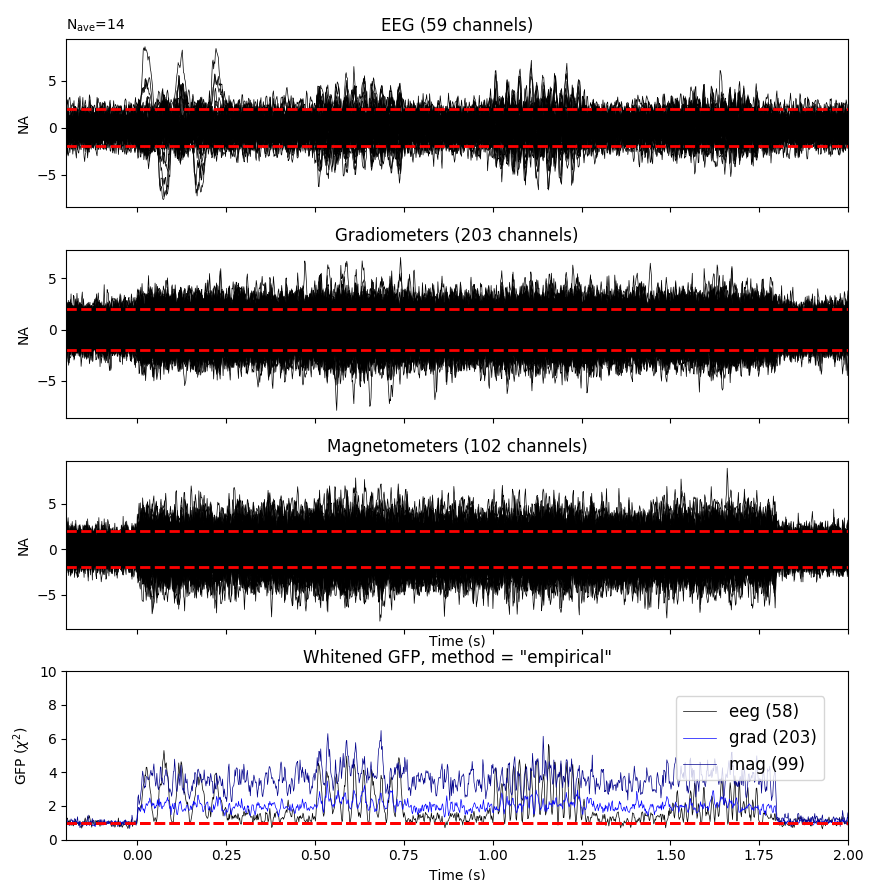 Nave=14
EEG (59 channels)
5
0
−5
NA
Gradiometers (203 channels)
5
0
−5
NA
Magnetometers (102 channels)
5
0
−5
NA
Time (s)
Whitened GFP, method = "empirical"
10
8
6
4
2
0
GFP (χ²)
eeg (58)
grad (203)
mag (99)
0.00 0.25 0.50 0.75 1.00 1.25 1.50 1.75 2.00
Time (s)